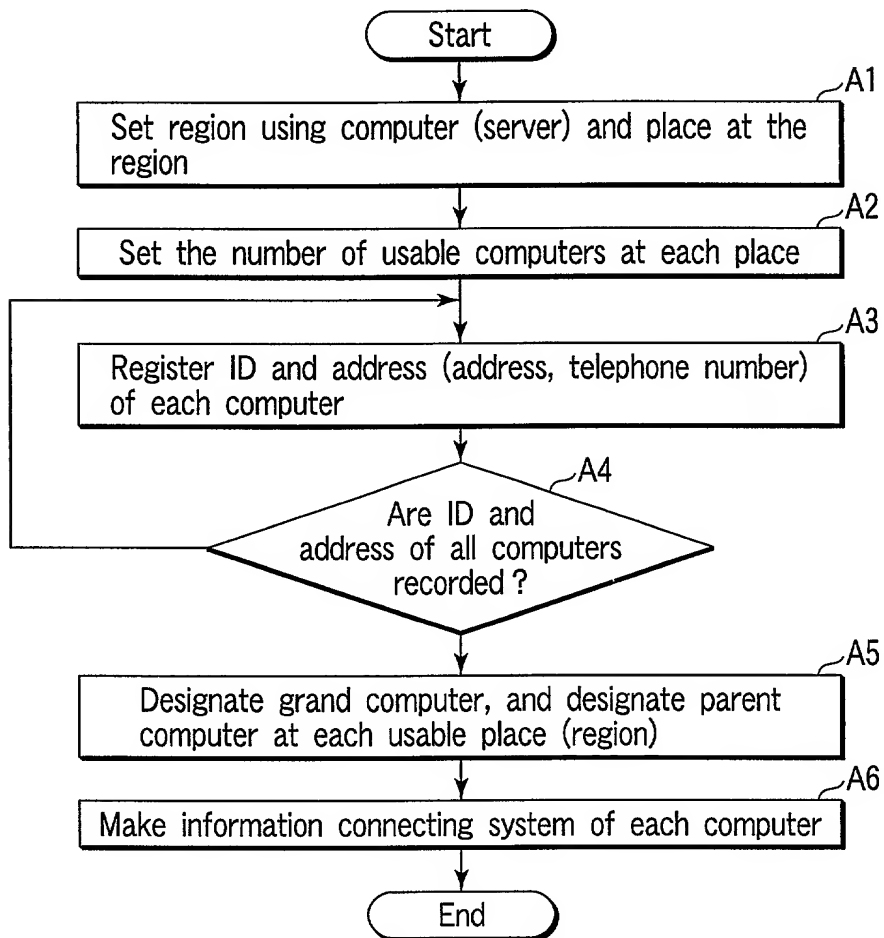 Start
A1
Set region using computer (server) and place at the
region
A2
Set the number of usable computers at each place
A3
Register ID and address (address, telephone number)
of each computer
A4
Are ID and
address of all computers
recorded?
A5
Designate grand computer, and designate parent
computer at each usable place (region)
A6
Make information connecting system of each computer
End